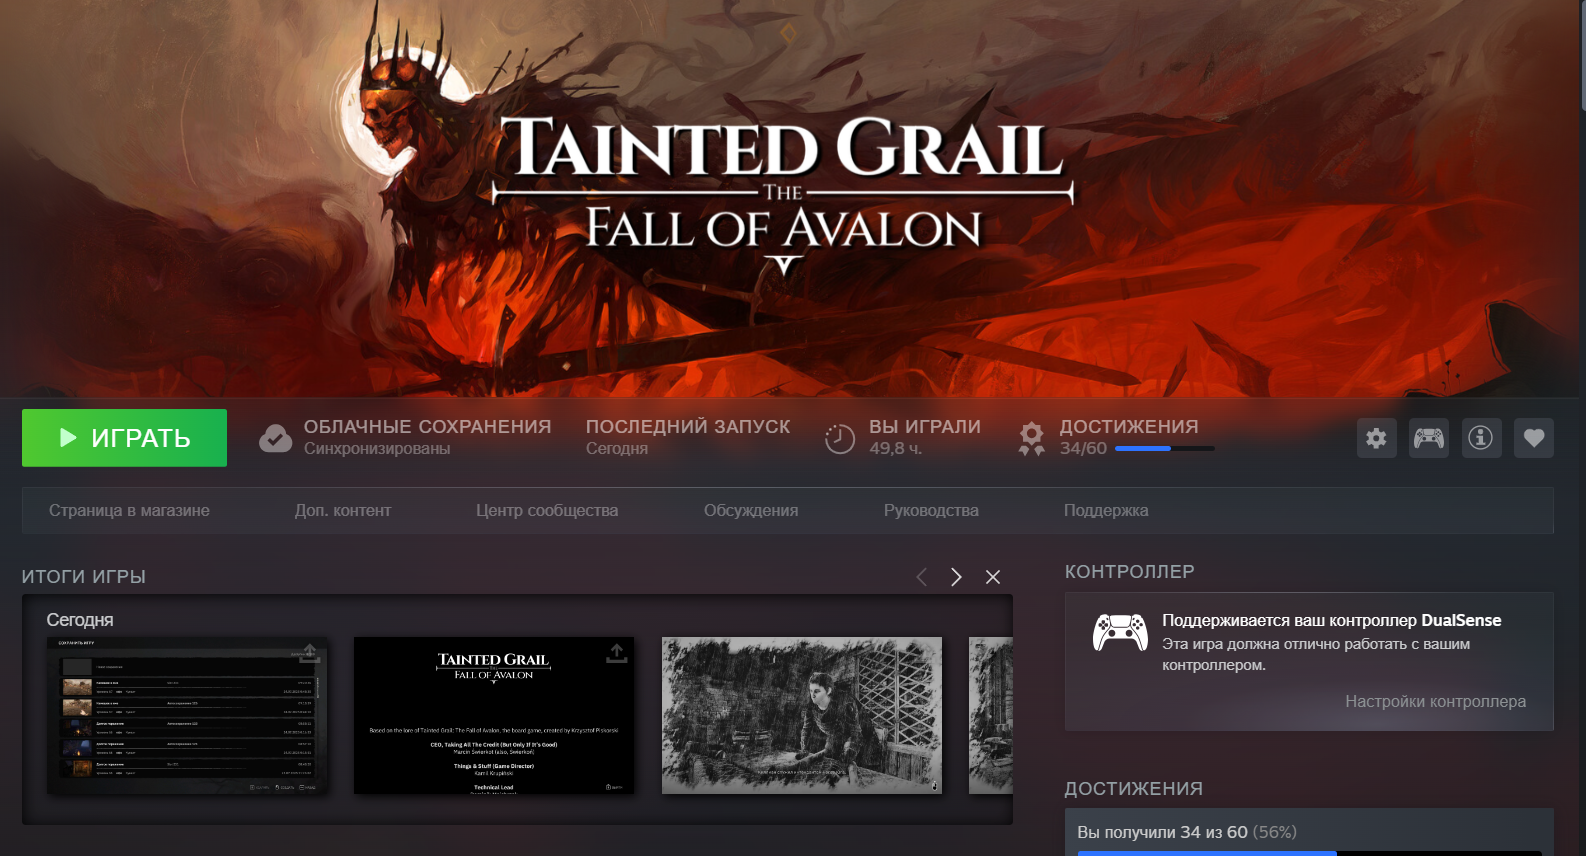 TAINTED GRAIL
THE
FALL OF AVALON
ИГРАТЬ
ОБЛАЧНЫЕ СОХРАНЕНИЯ
Синхронизированы
ПОСЛЕДНИЙ ЗАПУСК
Сегодня
ВЫ ИГРАЛИ
49,8 ч.
ДОСТИЖЕНИЯ
34/60
Страница в магазине
Доп. контент
Центр сообщества
Обсуждения
Руководства
Поддержка
ИТОГИ ИГРЫ
Сегодня
СОХРАНИТЬ ИГРУ
TAINTED GRAIL
THE
FALL OF AVALON
Based on the lore of Tainted Grail: The Fall of Avalon, the board game, created by Krzysztof Piskorski
CEO, Taking All The Credit (But Only If It's Good)
Marcin Świerkot (also, Swierkot)
Things & Stuff (Game Director)
Kamil Krupiński
Technical Lead
КОНТРОЛЛЕР
Поддерживается ваш контроллер DualSense
Эта игра должна отлично работать с вашим
контроллером.
Настройки контроллера
ДОСТИЖЕНИЯ
Вы получили 34 из 60 (56%)